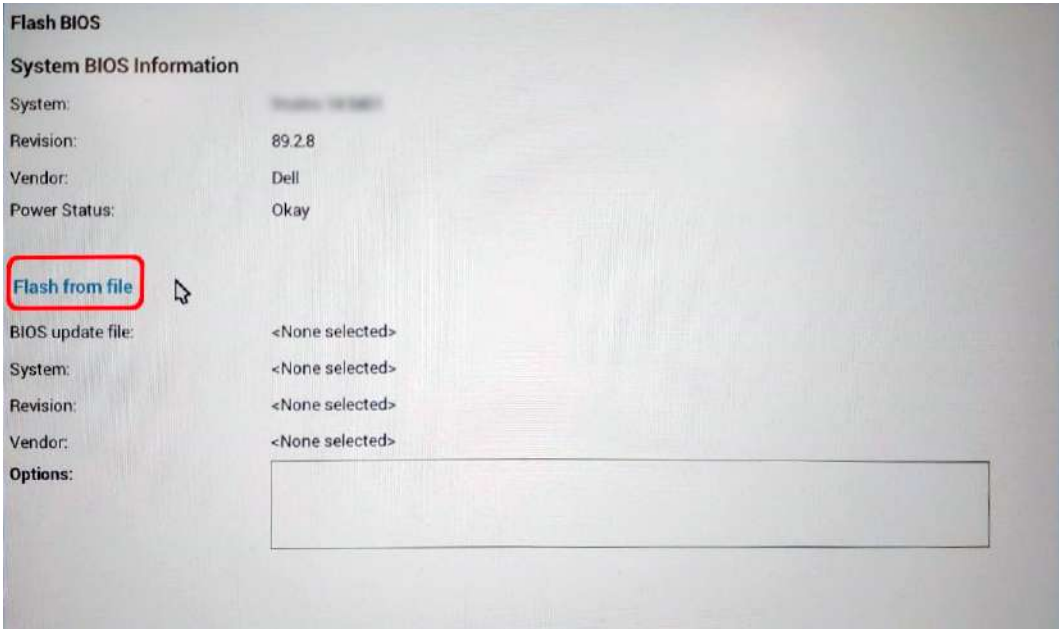 Flash BIOS
System BIOS Information
System:
Revision: 89.2.8
Vendor: Dell
Power Status: Okay
Flash from file
BIOS update file: <None selected>
System: <None selected>
Revision: <None selected>
Vendor: <None selected>
Options: